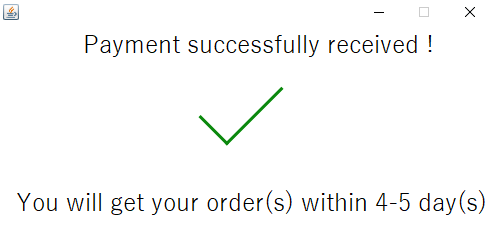 Payment successfully received !
You will get your order(s) within 4-5 day(s)